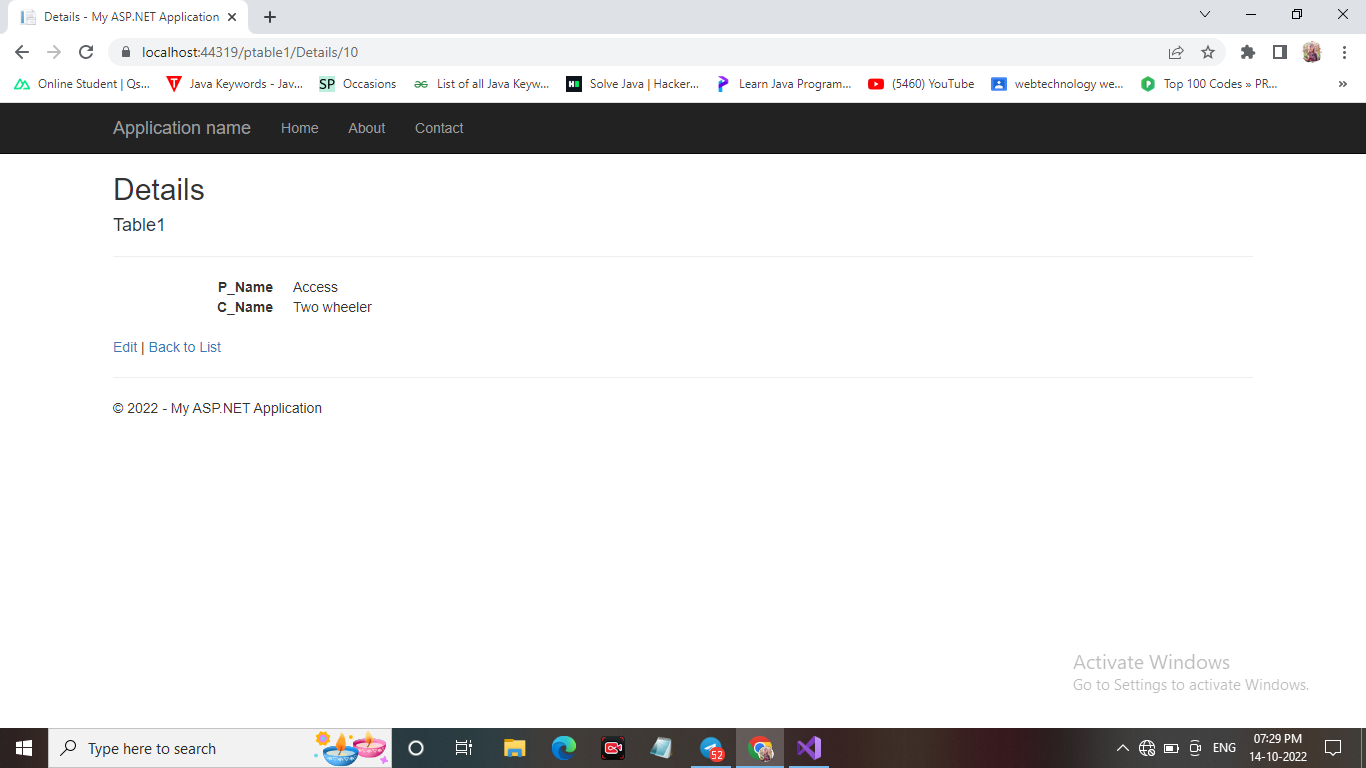 Details - My ASP.NET Application
localhost:44319/ptable1/Details/10
Online Student | Qs... Java Keywords - Jav... SP Occasions List of all Java Keyw... Solve Java | Hacker... Learn Java Program... (5460) YouTube webtechnology we... Top 100 Codes » PR... »
Application name Home About Contact
Details
Table1
P_Name Access
C_Name Two wheeler
Edit | Back to List
© 2022 - My ASP.NET Application
Activate Windows
Go to Settings to activate Windows.
Type here to search 52 ENG 07:29 PM
14-10-2022